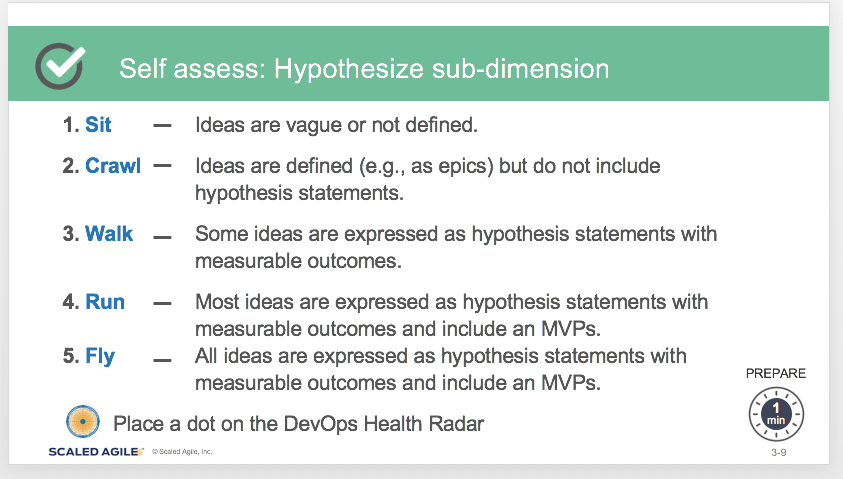 Self assess: Hypothesize sub-dimension
1. Sit — Ideas are vague or not defined.
2. Crawl — Ideas are defined (e.g., as epics) but do not include
hypothesis statements.
3. Walk — Some ideas are expressed as hypothesis statements with
measurable outcomes.
4. Run — Most ideas are expressed as hypothesis statements with
measurable outcomes and include an MVPs.
5. Fly — All ideas are expressed as hypothesis statements with
measurable outcomes and include an MVPs.
PREPARE
1
min
Place a dot on the DevOps Health Radar
SCALED AGILE © Scaled Agile, Inc.
3-9